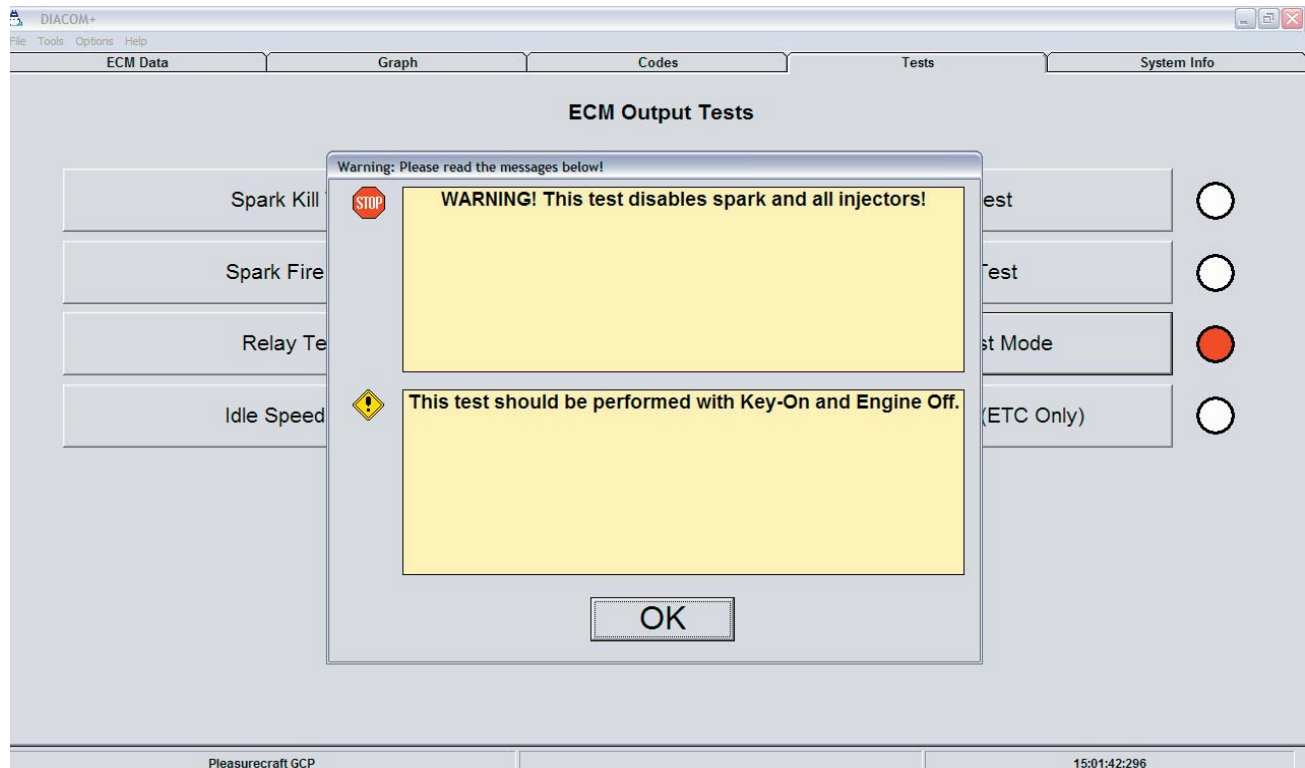 DIACOM+
File Tools Options Help
ECM Data Graph Codes Tests System Info
ECM Output Tests
Warning: Please read the messages below!
STOP
WARNING! This test disables spark and all injectors!
Spark Kill
est
Spark Fire
Test
Relay Te
st Mode
This test should be performed with Key-On and Engine Off.
Idle Speed
(ETC Only)
OK
Pleasurecraft GCP 15:01:42:296